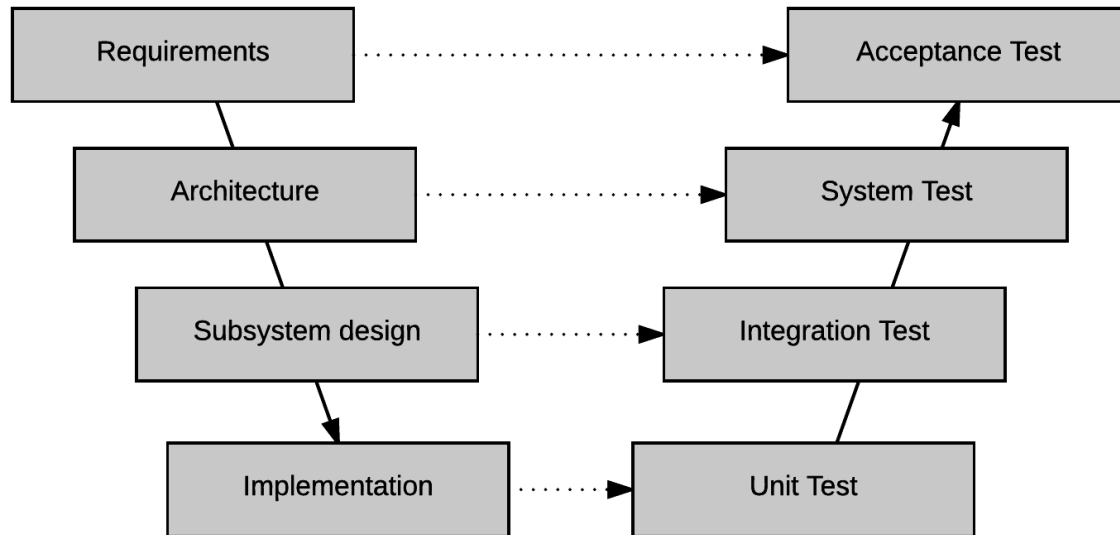 Requirements
Acceptance Test
Architecture
System Test
Subsystem design
Integration Test
Implementation
Unit Test